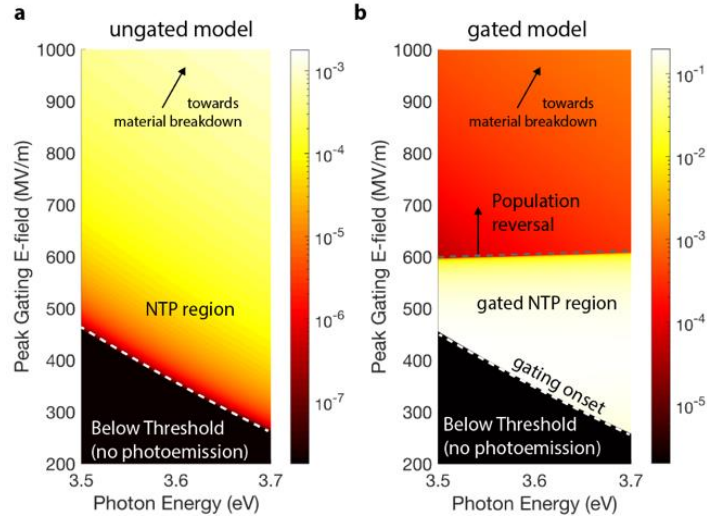 a
ungated model
1000
900
800
700
600
500
400
300
200
Peak Gating E-field (MV/m)
towards
material breakdown
NTP region
Below Threshold
(no photoemission)
3.5
3.6
3.7
Photon Energy (eV)
10⁻³
10⁻⁴
10⁻⁵
10⁻⁶
10⁻⁷
b
gated model
1000
900
800
700
600
500
400
300
200
Peak Gating E-field (MV/m)
towards
material breakdown
Population
reversal
gated NTP region
gating onset
Below Threshold
(no photoemission)
3.5
3.6
3.7
Photon Energy (eV)
10⁻¹
10⁻²
10⁻³
10⁻⁴
10⁻⁵